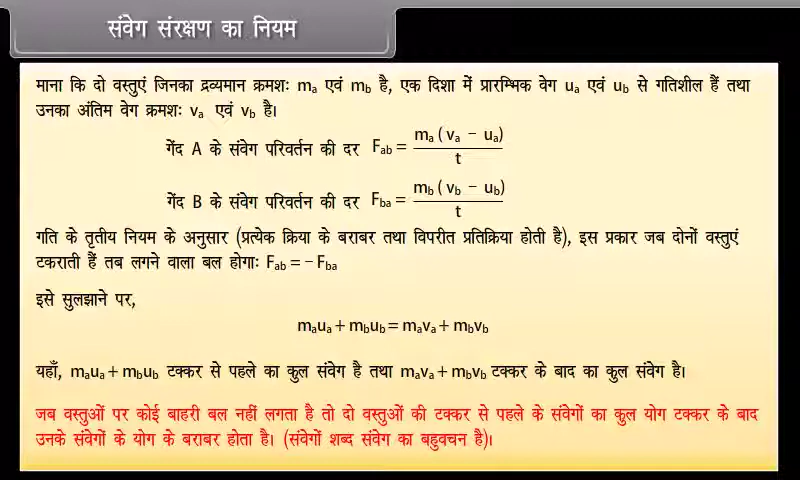 संवेग संरक्षण का नियम
माना कि दो वस्तुएं जिनका द्रव्यमान क्रमशः mₐ एवं m_b है, एक दिशा में प्रारम्भिक वेग uₐ एवं u_b से गतिशील हैं तथा
उनका अंतिम वेग क्रमशः vₐ एवं v_b है।
गेंद A के संवेग परिवर्तन की दर F_ab = mₐ(vₐ − uₐ) / t
गेंद B के संवेग परिवर्तन की दर F_ba = m_b(v_b − u_b) / t
गति के तृतीय नियम के अनुसार (प्रत्येक क्रिया के बराबर तथा विपरीत प्रतिक्रिया होती है), इस प्रकार जब दोनों वस्तुएं
टकराती हैं तब लगने वाला बल होगाः F_ab = − F_ba
इसे सुलझाने पर,
mₐuₐ + m_bu_b = mₐvₐ + m_bv_b
यहाँ, mₐuₐ + m_bu_b टक्कर से पहले का कुल संवेग है तथा mₐvₐ + m_bv_b टक्कर के बाद का कुल संवेग है।
जब वस्तुओं पर कोई बाहरी बल नहीं लगता है तो दो वस्तुओं की टक्कर से पहले के संवेगों का कुल योग टक्कर के बाद
उनके संवेगों के योग के बराबर होता है। (संवेगों शब्द संवेग का बहुवचन है)।